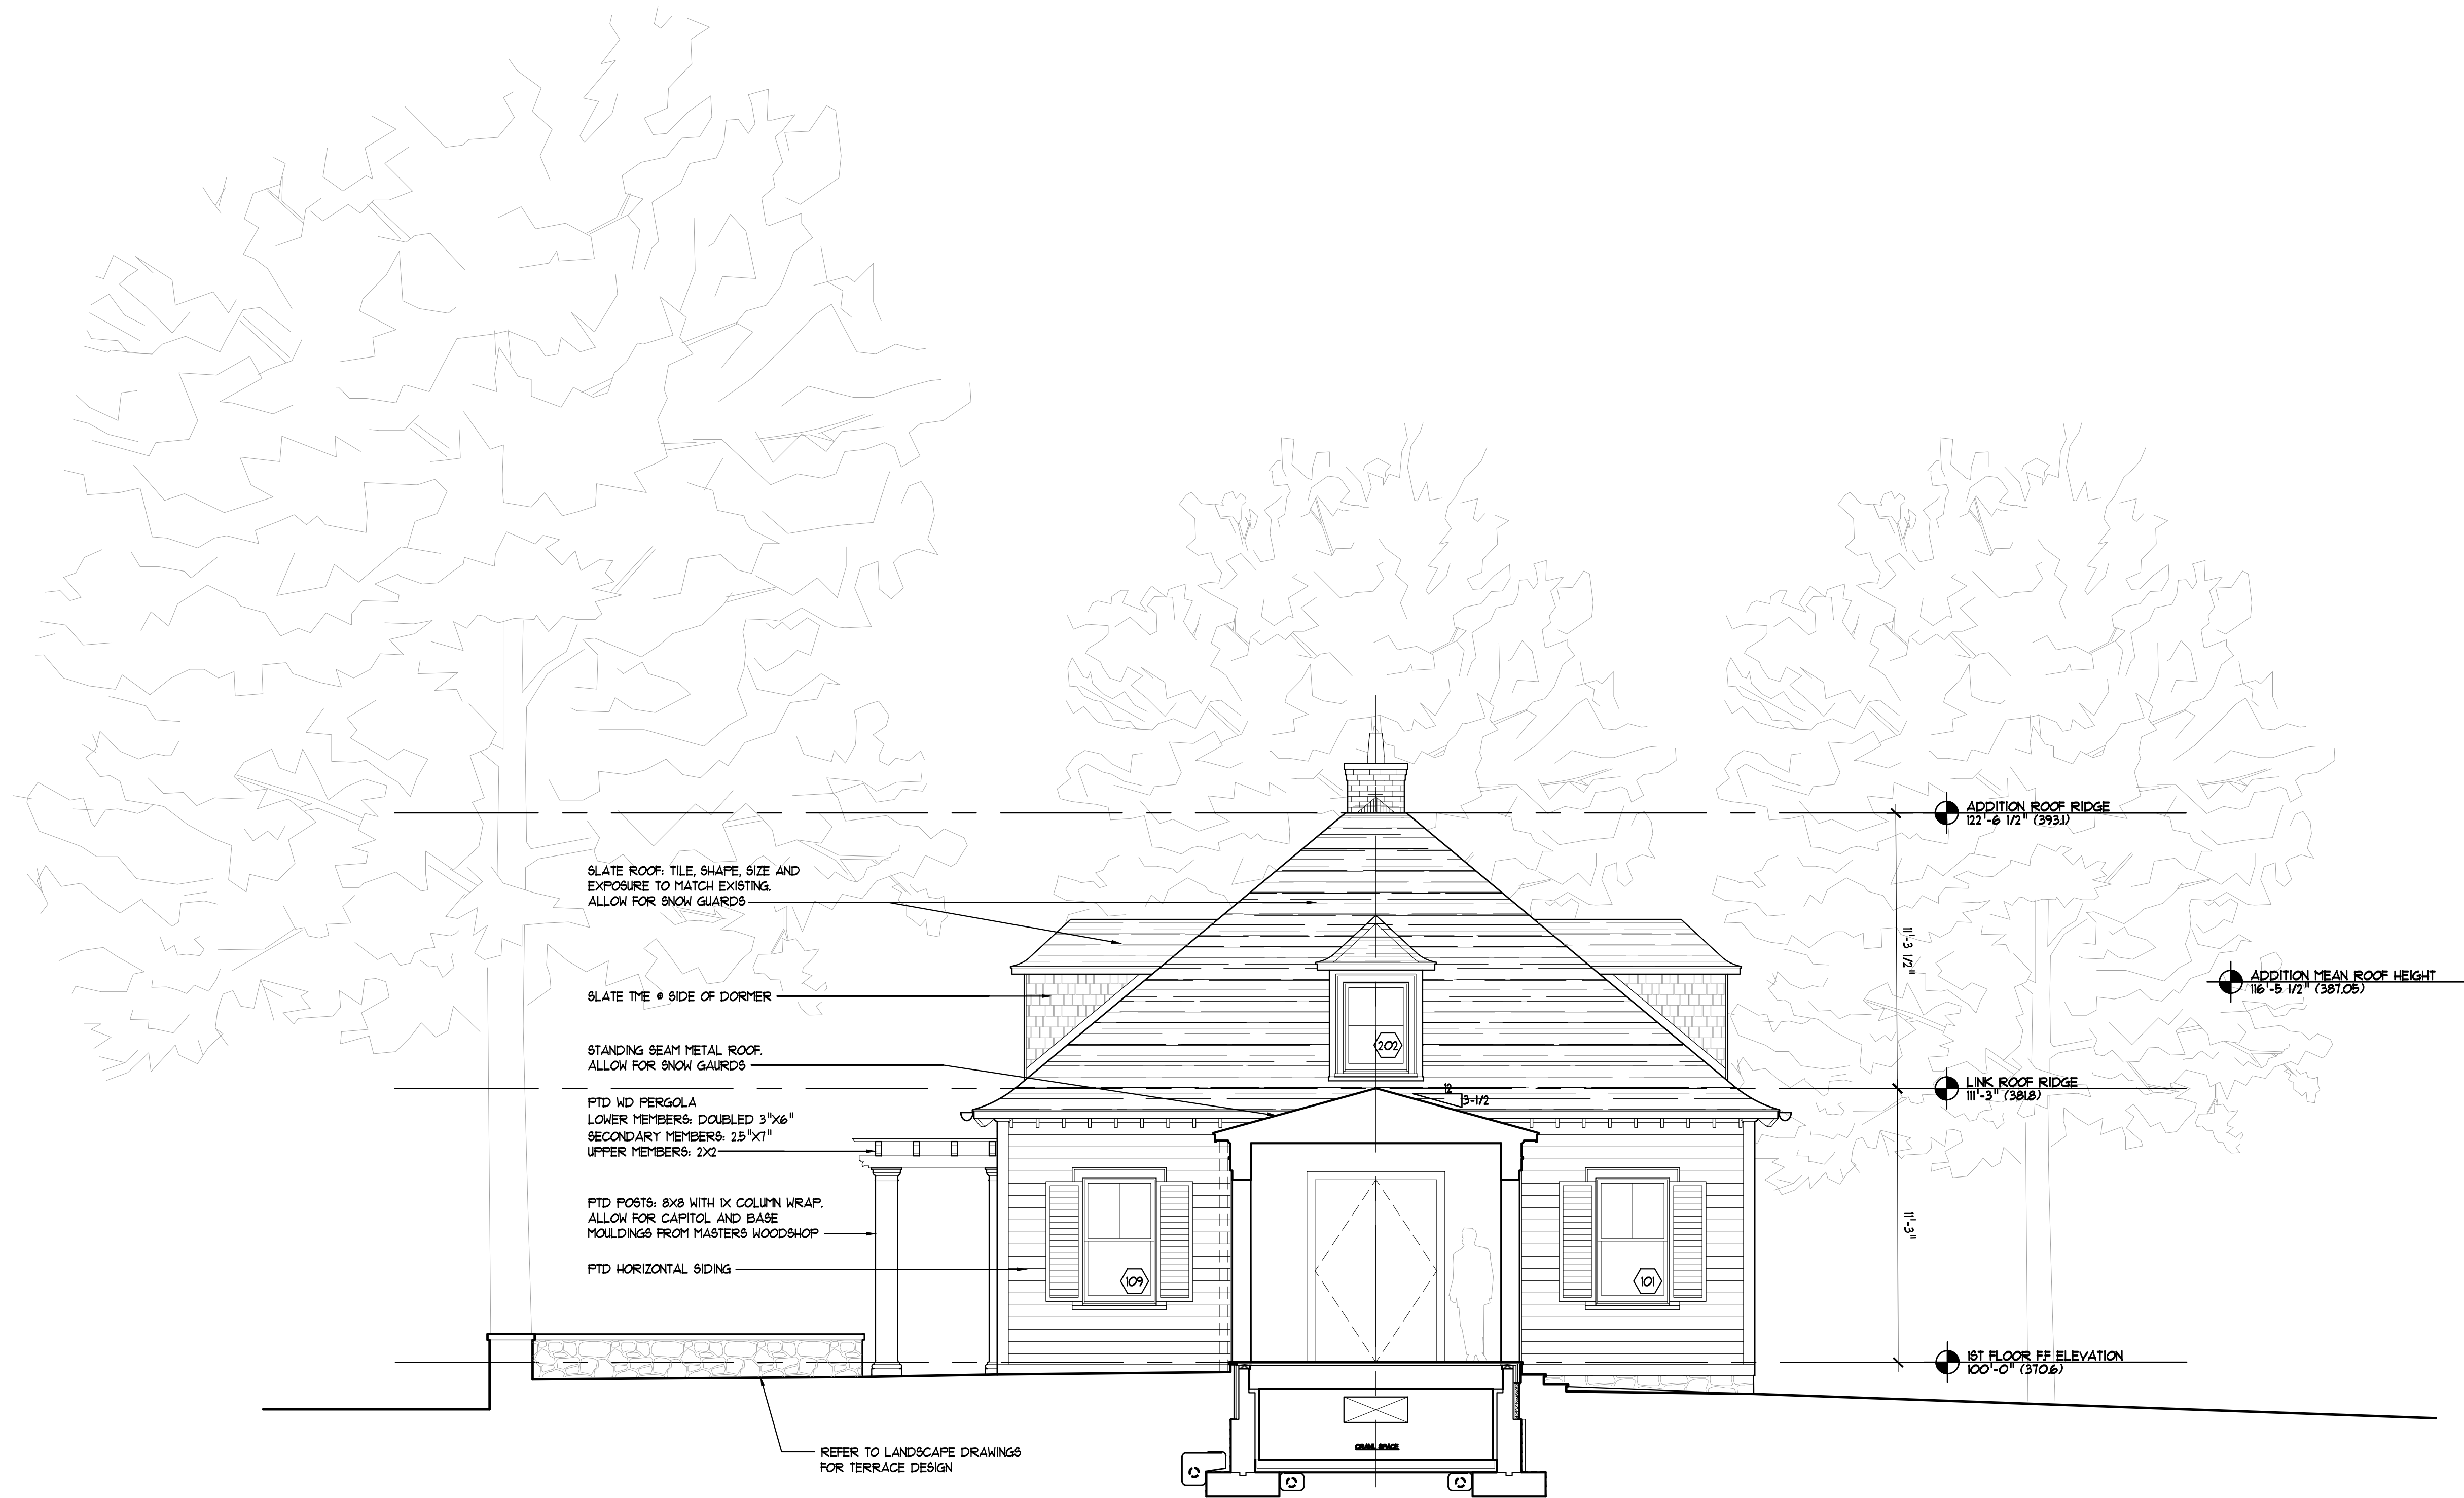 ADDITION ROOF RIDGE
122'-6 1/2" (393.1)
SLATE ROOF: TILE, SHAPE, SIZE AND
EXPOSURE TO MATCH EXISTING.
ALLOW FOR SNOW GUARDS
11'-3 1/2"
ADDITION MEAN ROOF HEIGHT
116'-5 1/2" (387.05)
SLATE TME @ SIDE OF DORMER
202
STANDING SEAM METAL ROOF.
ALLOW FOR SNOW GAURDS
LINK ROOF RIDGE
111'-3" (381.8)
12
3-1/2
PTD WD PERGOLA
LOWER MEMBERS: DOUBLED 3"X6"
SECONDARY MEMBERS: 2.5"X7"
UPPER MEMBERS: 2X2
PTD POSTS: 8X8 WITH 1X COLUMN WRAP.
ALLOW FOR CAPITOL AND BASE
MOULDINGS FROM MASTERS WOODSHOP
11'-3"
PTD HORIZONTAL SIDING
109
101
1ST FLOOR F.F. ELEVATION
100'-0" (370.6)
CRAWL SPACE
REFER TO LANDSCAPE DRAWINGS
FOR TERRACE DESIGN